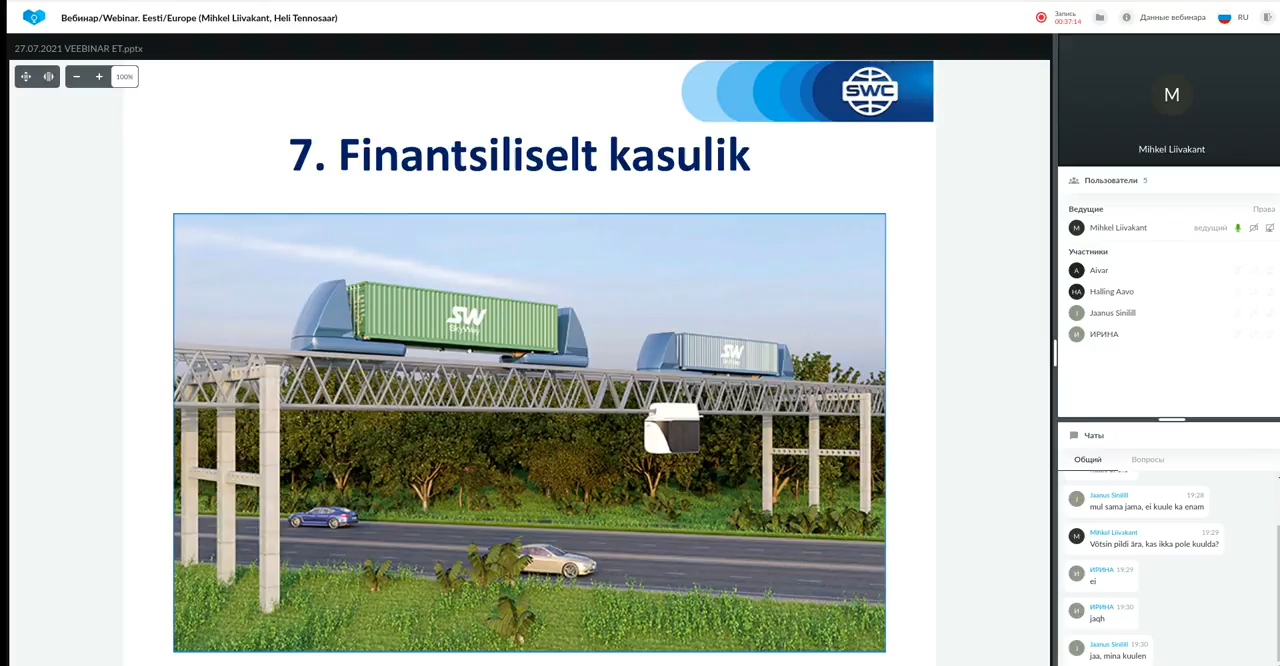 Вебинар/Webinar. Eesti/Europe (Mihkel Liivakant, Heli Tennosaar)
Запись
00:37:14
Данные вебинара
RU
27.07.2021 VEEBINAR ET.pptx
100%
SWC
7. Finantsiliselt kasulik
SW
SkyWay
SW
M
Mihkel Liivakant
Пользователи 5
Ведущие Права
M Mihkel Liivakant ведущий
Участники
A Aivar
HA Halling Aavo
J Jaanus Sinilill
И ИРИНА
Чаты
Общий Вопросы
J Jaanus Sinilill 19:28
mul sama jama, ei kuule ka enam
M Mihkel Liivakant 19:29
Võtsin pildi ära, kas ikka pole kuulda?
И ИРИНА 19:29
ei
И ИРИНА 19:30
jaqh
J Jaanus Sinilill 19:30
jaa, mina kuulen